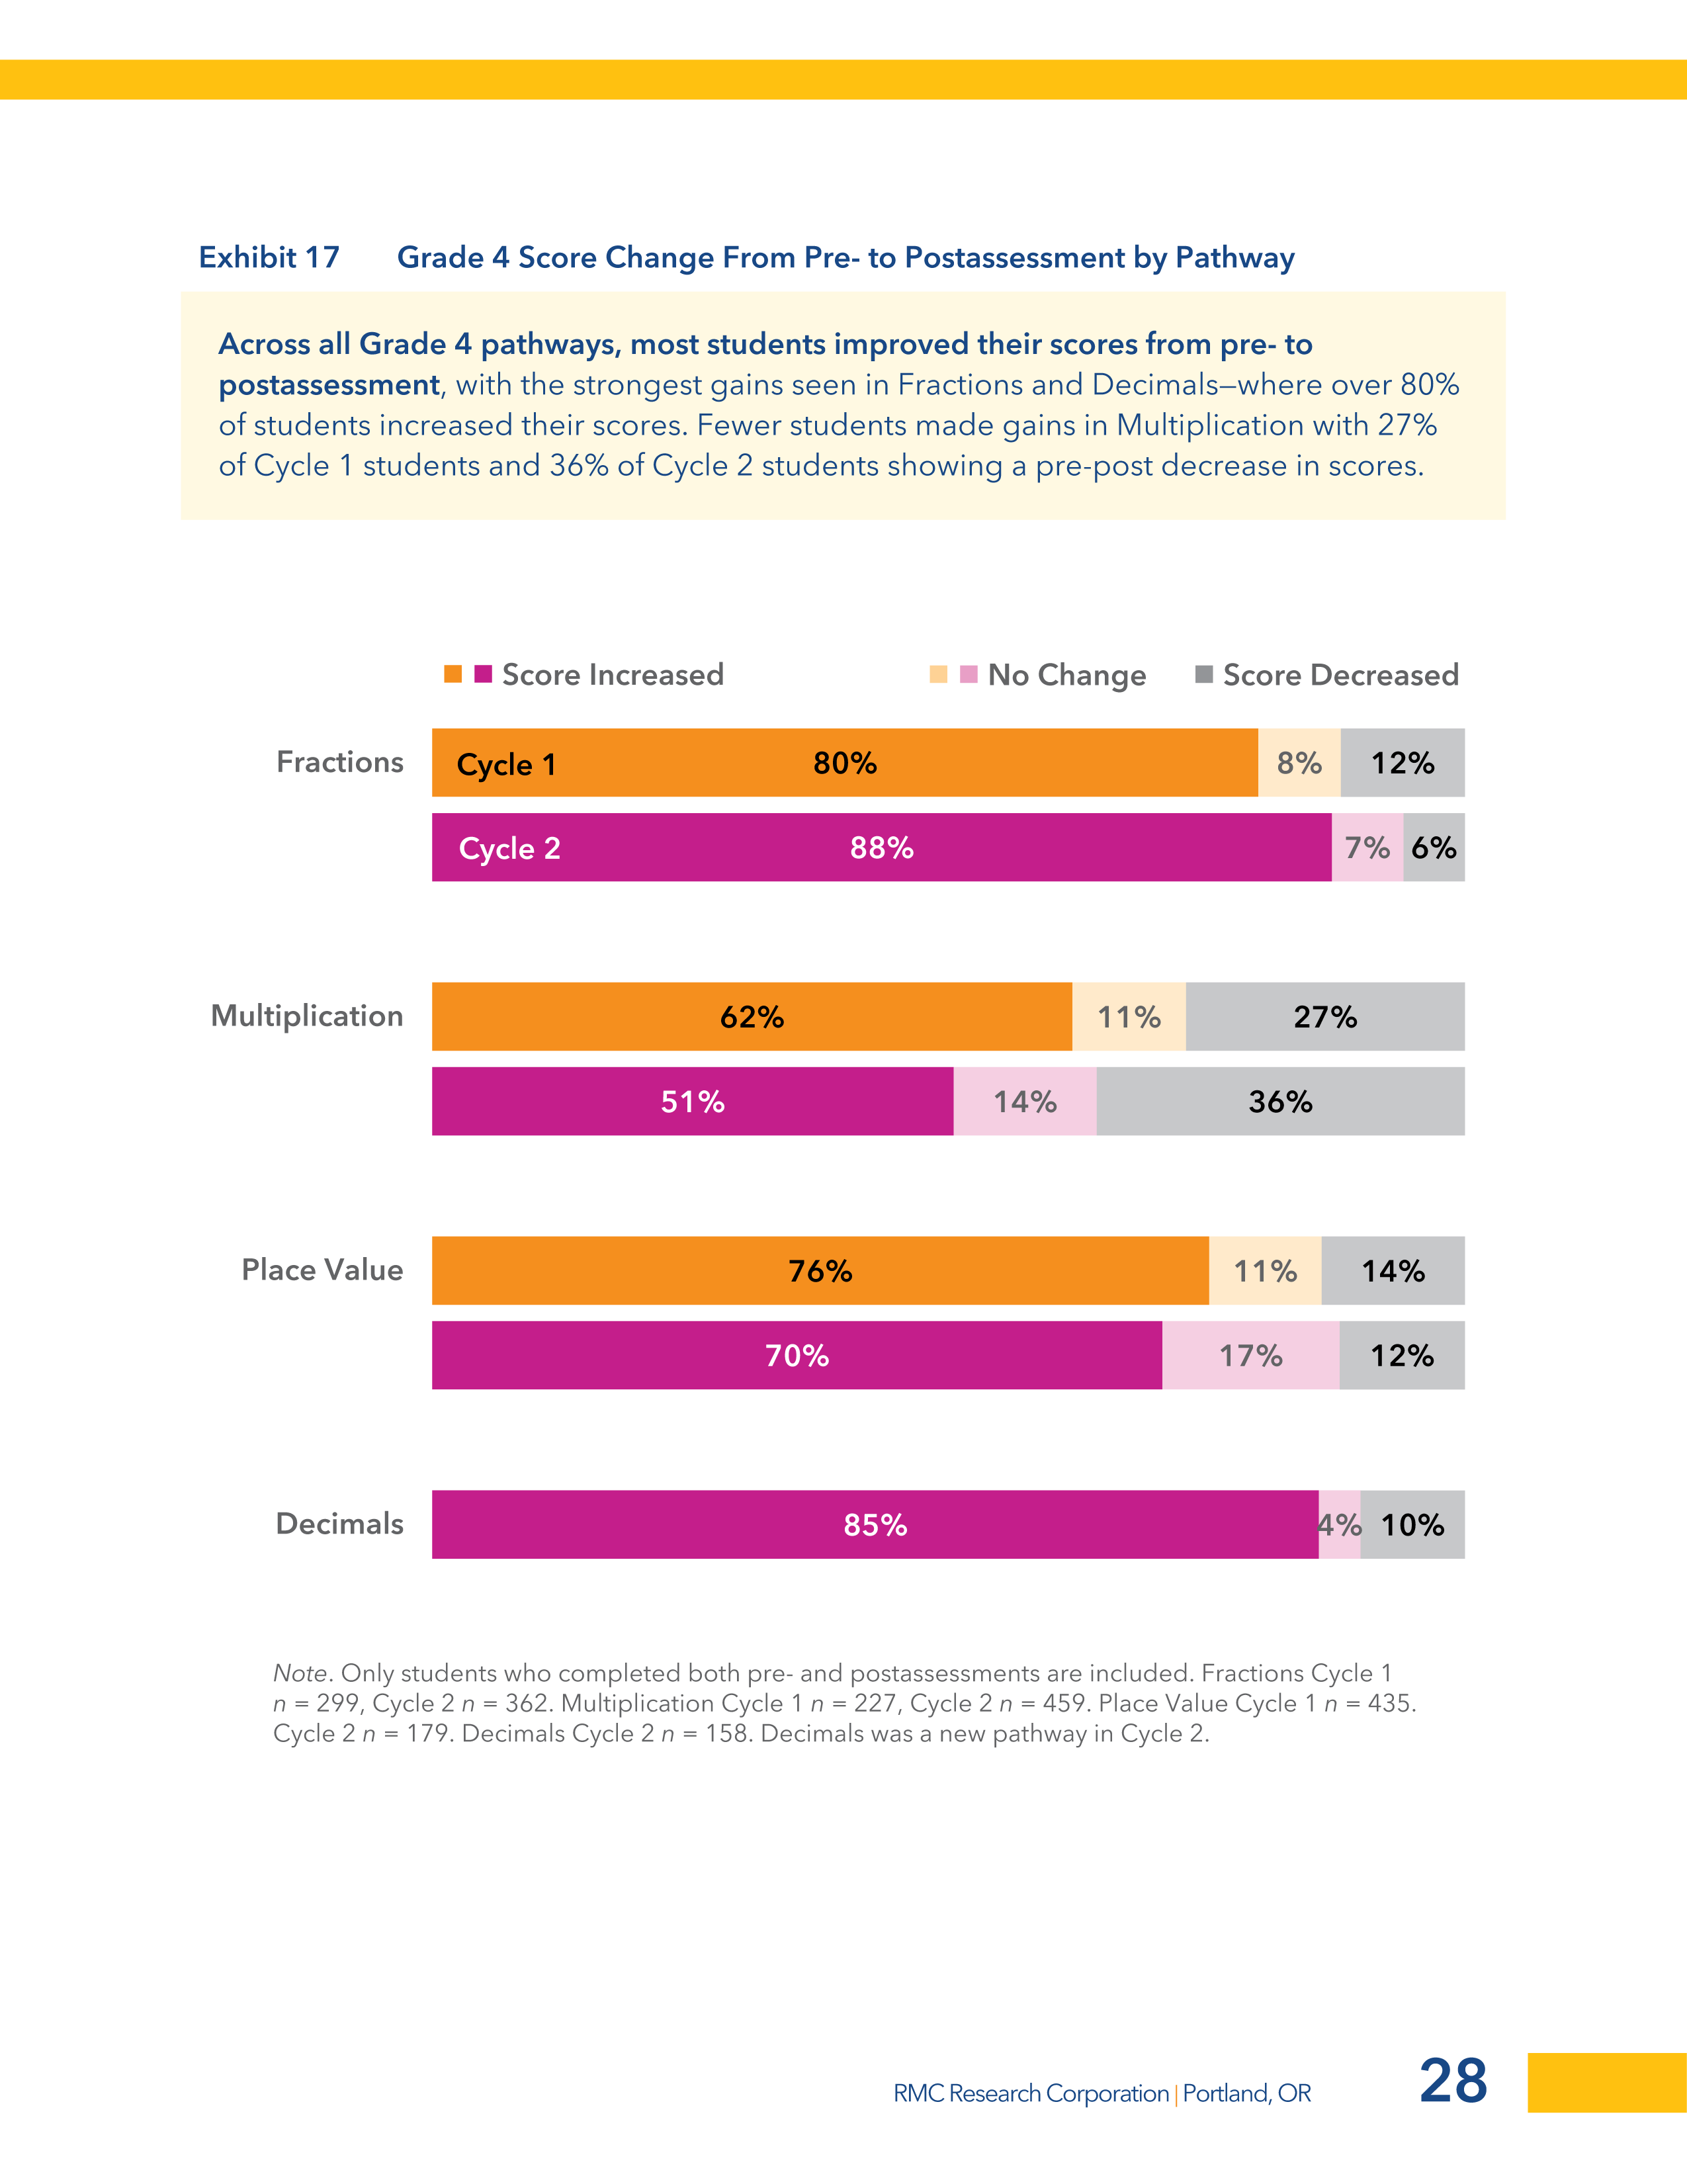 Exhibit 17 Grade 4 Score Change From Pre- to Postassessment by Pathway
Across all Grade 4 pathways, most students improved their scores from pre- to
postassessment, with the strongest gains seen in Fractions and Decimals—where over 80%
of students increased their scores. Fewer students made gains in Multiplication with 27%
of Cycle 1 students and 36% of Cycle 2 students showing a pre-post decrease in scores.
Score Increased No Change Score Decreased
Fractions Cycle 1 80% 8% 12%
Cycle 2 88% 7% 6%
Multiplication 62% 11% 27%
51% 14% 36%
Place Value 76% 11% 14%
70% 17% 12%
Decimals 85% 4% 10%
Note. Only students who completed both pre- and postassessments are included. Fractions Cycle 1
n = 299, Cycle 2 n = 362. Multiplication Cycle 1 n = 227, Cycle 2 n = 459. Place Value Cycle 1 n = 435.
Cycle 2 n = 179. Decimals Cycle 2 n = 158. Decimals was a new pathway in Cycle 2.
RMC Research Corporation | Portland, OR 28